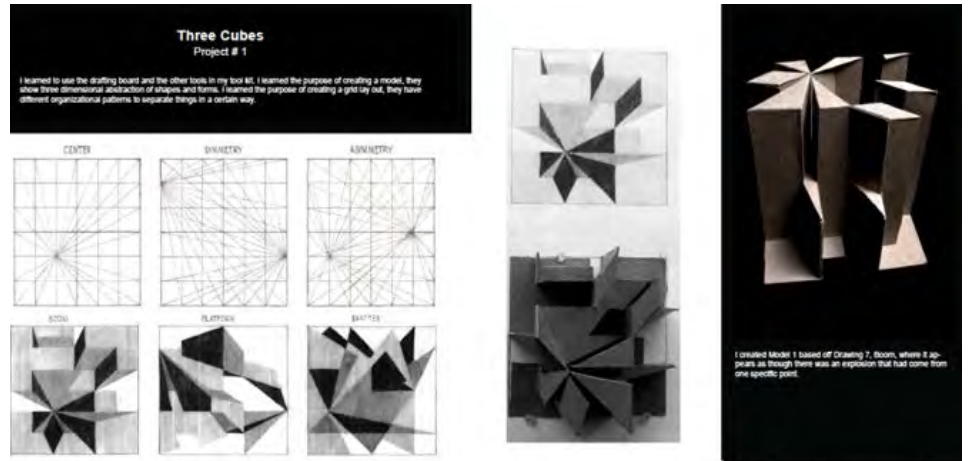 Three Cubes
Project # 1
I learned to use the drafting board and the other tools in my tool kit. I learned the purpose of creating a model, they
show three dimensional abstraction of shapes and forms. I learned the purpose of creating a grid lay out, they have
different organizational patterns to separate things in a certain way.
CENTER
SYMMETRY
ASYMMETRY
BOOM
SHATTER
I created Model 1 based off Drawing 7, Boom, where it ap-
pears as though there was an explosion that had come from
one specific point.